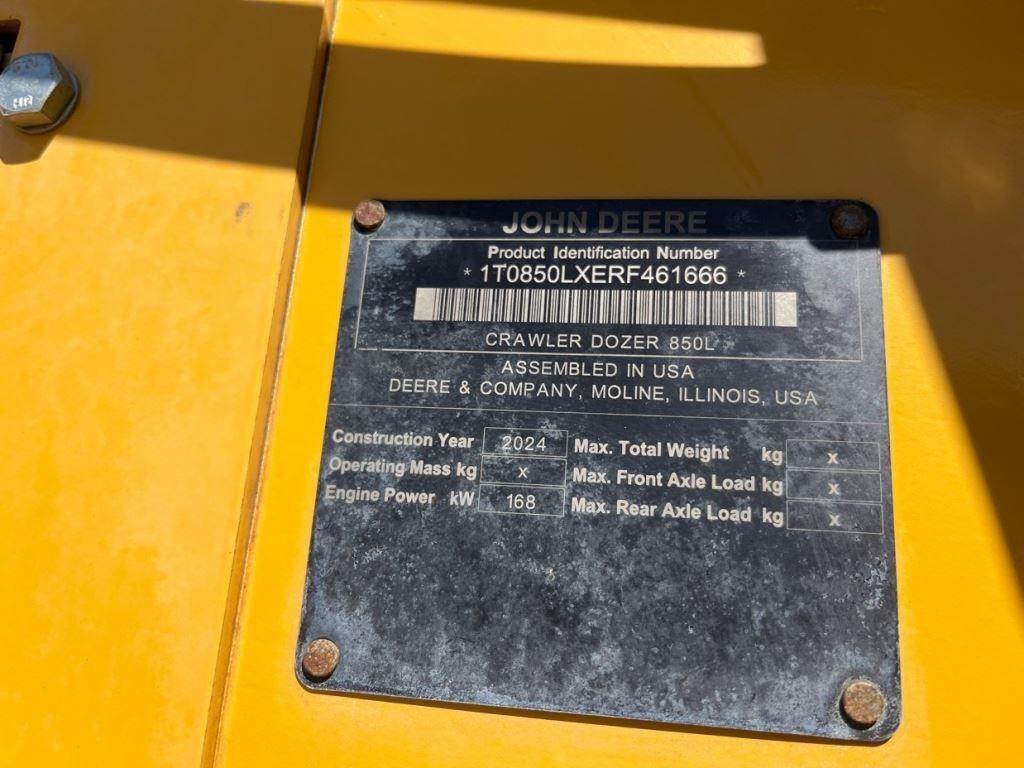 JOHN DEERE
Product Identification Number
* 1T0850LXERF461666 *
CRAWLER DOZER 850L
ASSEMBLED IN USA
DEERE & COMPANY, MOLINE, ILLINOIS, USA
Construction Year 2024 Max. Total Weight kg x
Operating Mass kg x Max. Front Axle Load kg x
Engine Power kW 168 Max. Rear Axle Load kg x